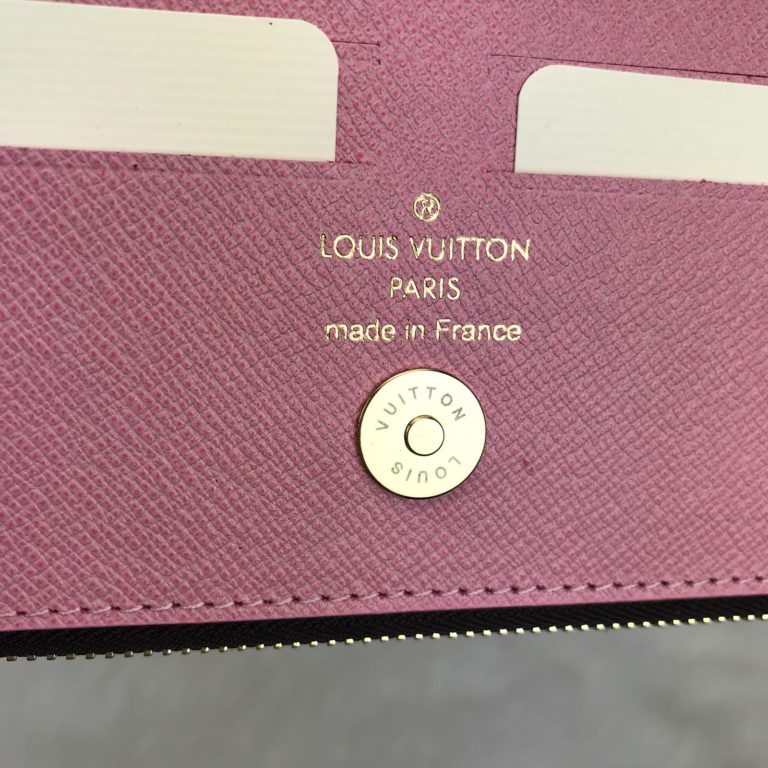 R
LOUIS VUITTON
PARIS
made in France
VUITTON
LOUIS